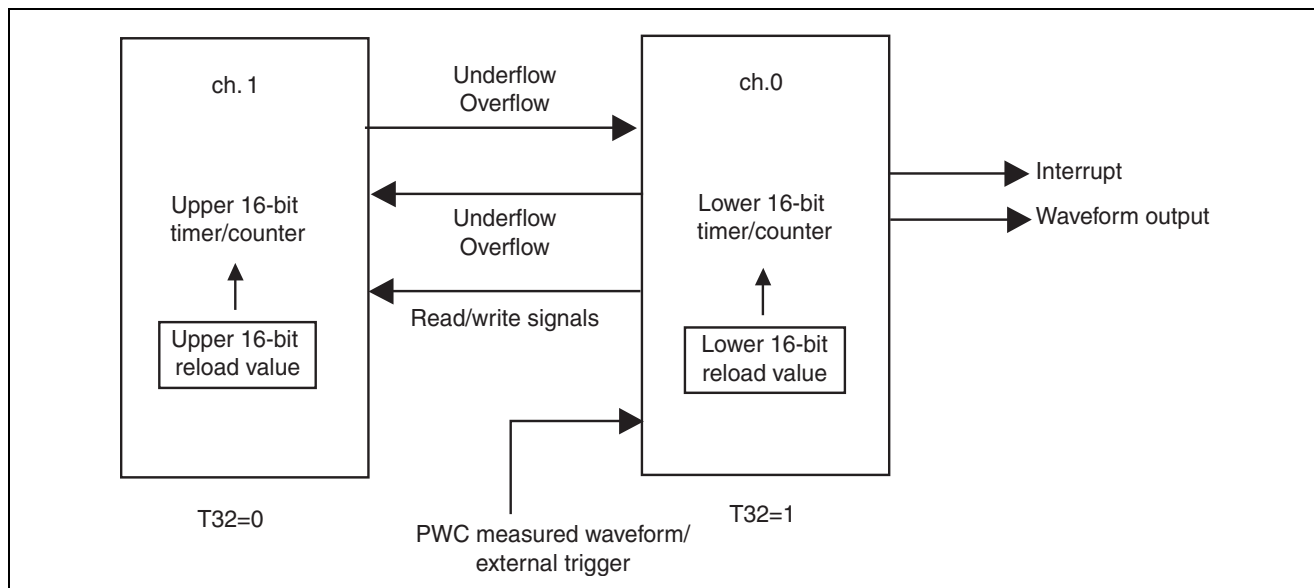 ch. 1
Upper 16-bit
timer/counter
Upper 16-bit
reload value
T32=0
Underflow
Overflow
Underflow
Overflow
Read/write signals
ch.0
Lower 16-bit
timer/counter
Lower 16-bit
reload value
T32=1
PWC measured waveform/
external trigger
Interrupt
Waveform output